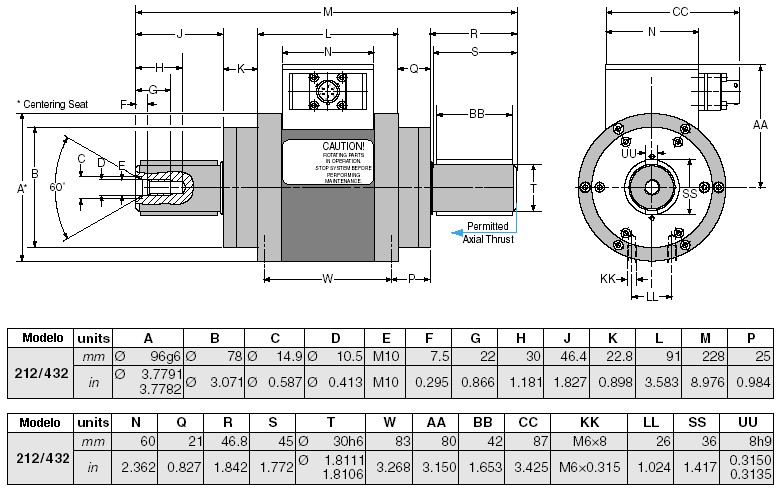 M
CC
J
L
R
N
H
K
N
Q
S
G
F
BB
AA
* Centering Seat
CAUTION!
ROTATING PARTS
IN OPERATION.
STOP SYSTEM BEFORE
PERFORMING
MAINTENANCE.
A*
B
60°
C
D
E
T
UU
SS
Permitted
Axial Thrust
W
P
KK
LL
Modelo units A B C D E F G H J K L M P
212/432 mm Ø 96g6 Ø 78 Ø 14.9 Ø 10.5 M10 7.5 22 30 46.4 22.8 91 228 25
in Ø 3.7791 3.7782 Ø 3.071 Ø 0.587 Ø 0.413 M10 0.295 0.866 1.181 1.827 0.898 3.583 8.976 0.984
Modelo units N Q R S T W AA BB CC KK LL SS UU
212/432 mm 60 21 46.8 45 Ø 30h6 83 80 42 87 M6×8 26 36 8h9
in 2.362 0.827 1.842 1.772 Ø 1.8111 1.8106 3.268 3.150 1.653 3.425 M6×0.315 1.024 1.417 0.3150 0.3135